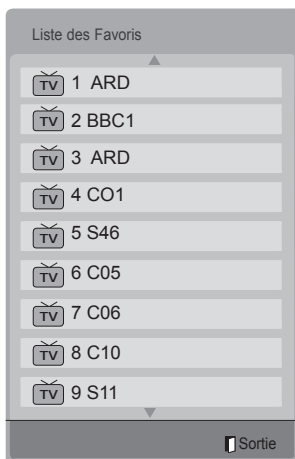 Liste des Favoris
TV 1 ARD
TV 2 BBC1
TV 3 ARD
TV 4 CO1
TV 5 S46
TV 6 C05
TV 7 C06
TV 8 C10
TV 9 S11
Sortie